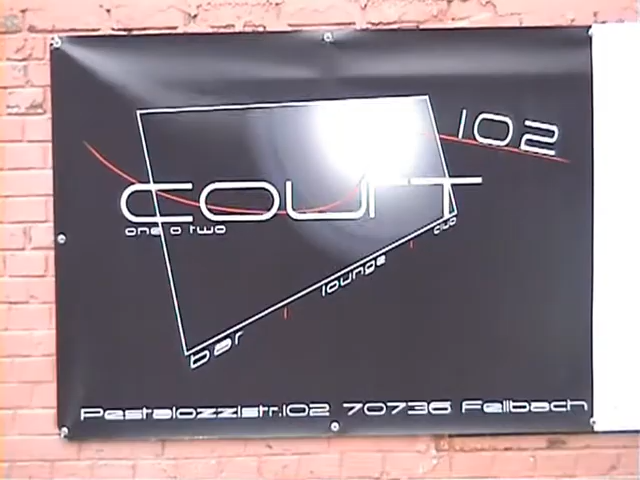 102
COURT
one o two
club
lounge
bar
Pestalozzistr.102 70736 Fellbach